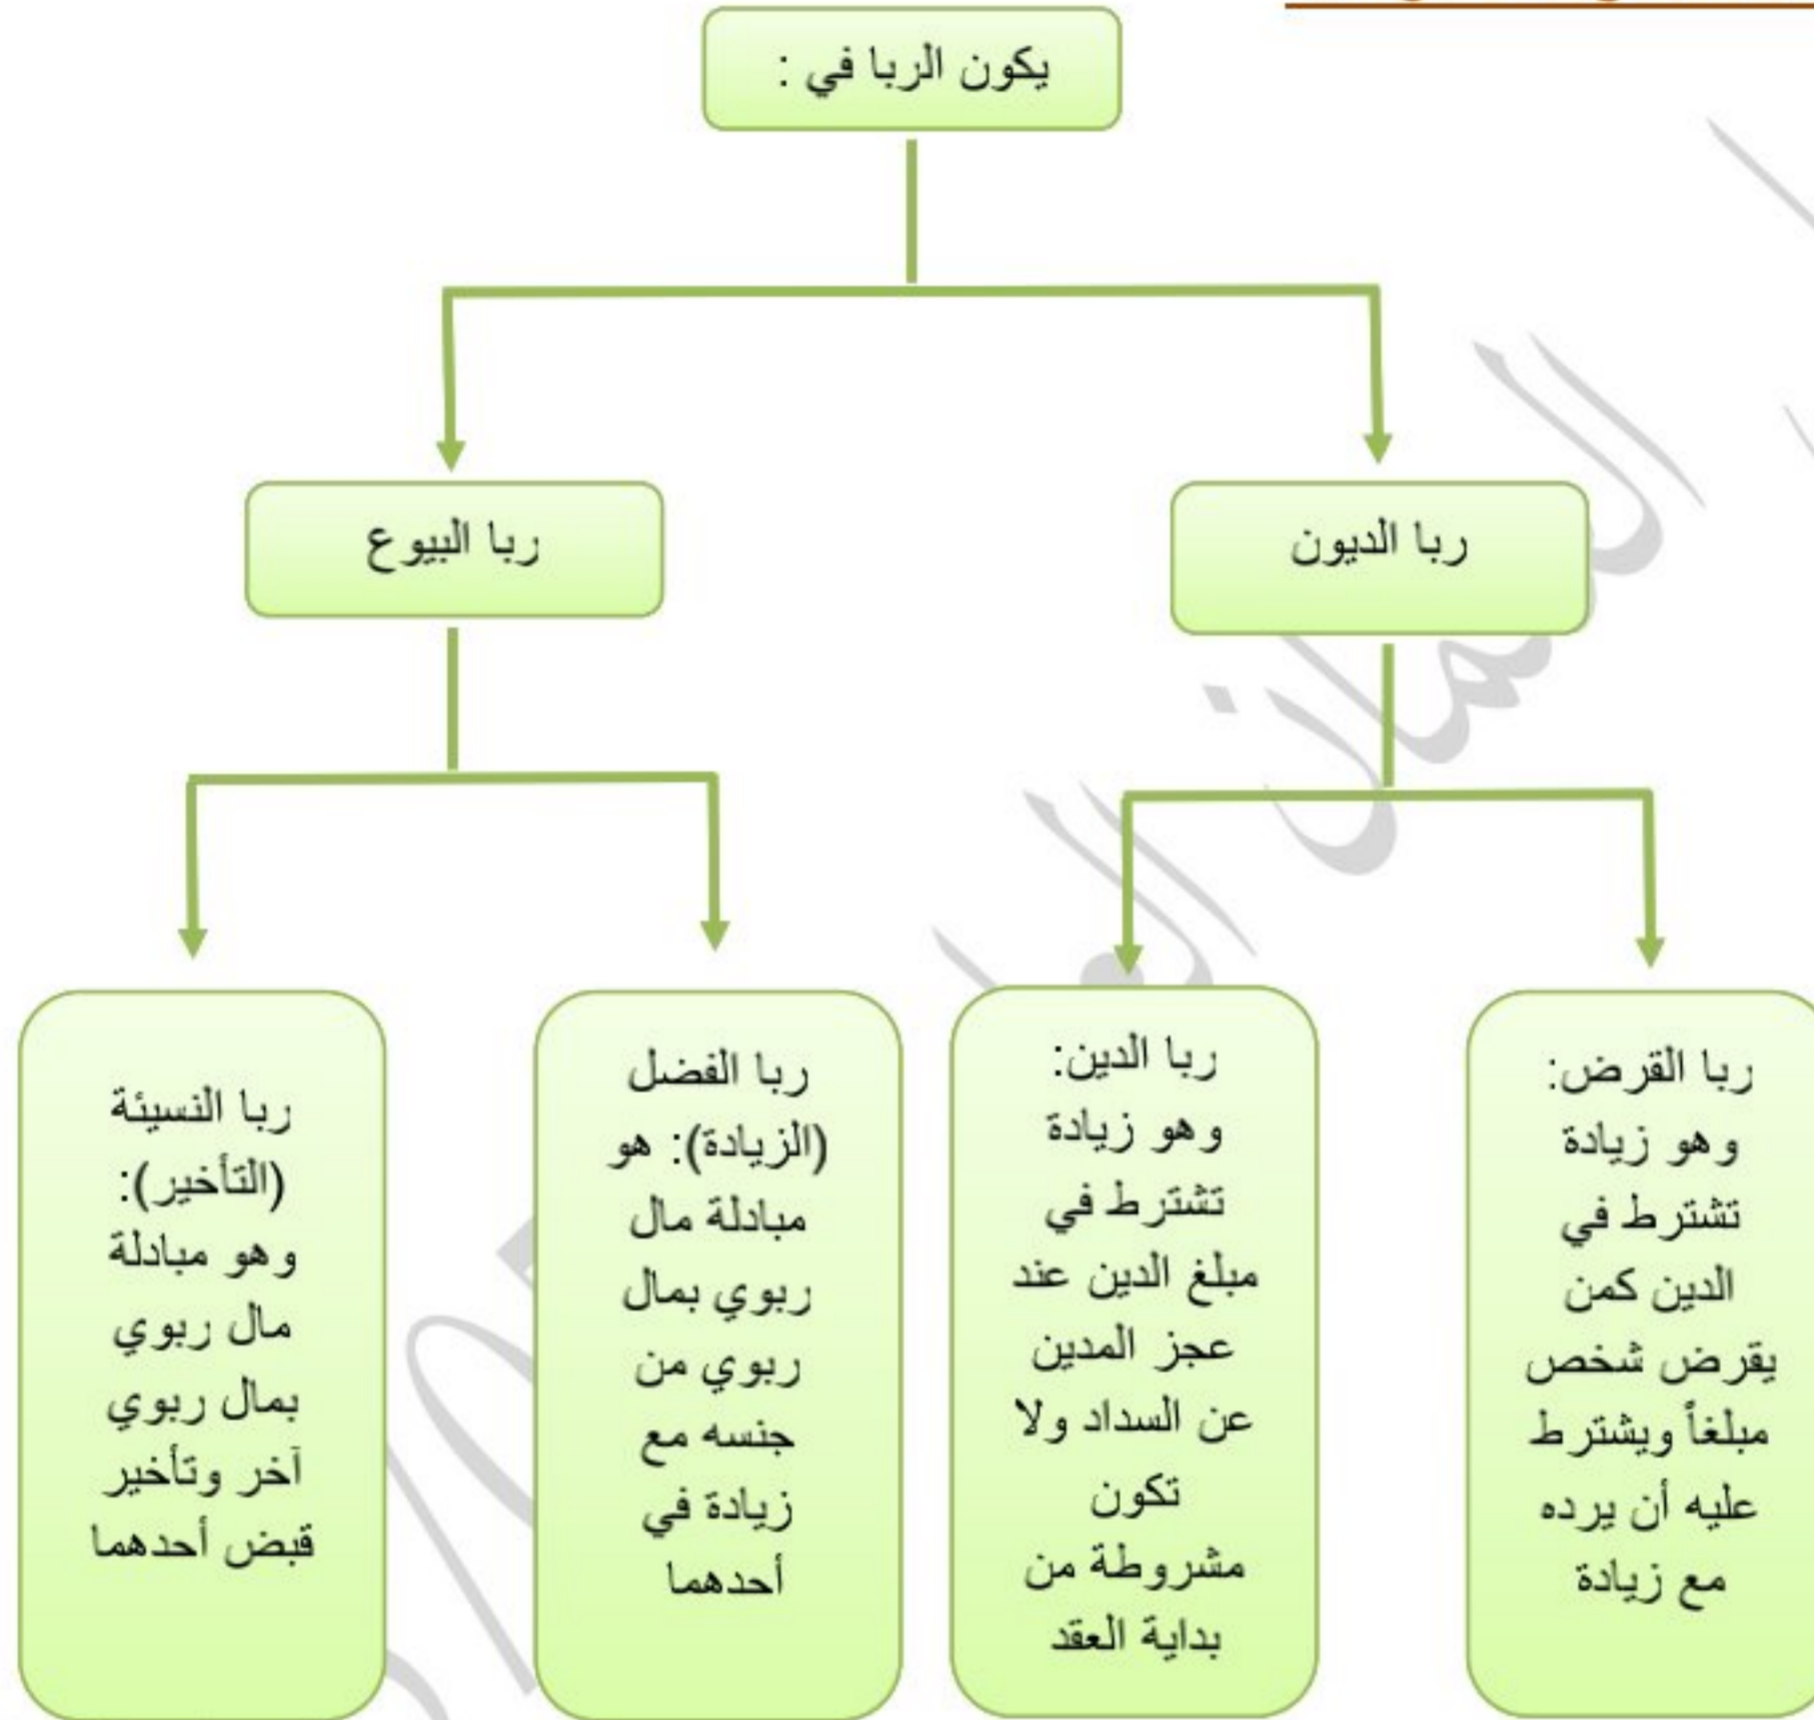 يكون الربا في :
ربا الديون
ربا البيوع
ربا القرض:
وهو زيادة
تشترط في
الدين كمن
يقرض شخص
مبلغاً ويشترط
عليه أن يرده
مع زيادة
ربا الدين:
وهو زيادة
تشترط في
مبلغ الدين عند
عجز المدين
عن السداد ولا
تكون
مشروطة من
بداية العقد
ربا الفضل
(الزيادة): هو
مبادلة مال
ربوي بمال
ربوي من
جنسه مع
زيادة في
أحدهما
ربا النسيئة
(التأخير):
وهو مبادلة
مال ربوي
بمال ربوي
آخر وتأخير
قبض أحدهما